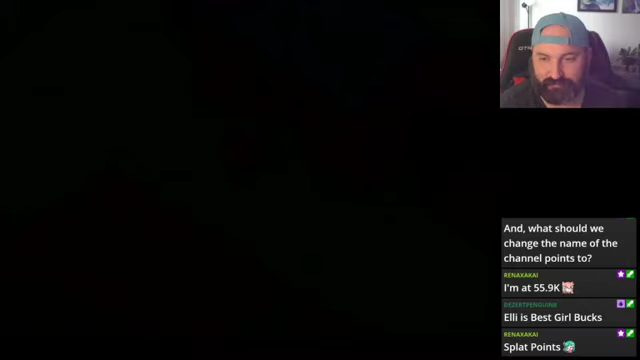 And, what should we
change the name of the
channel points to?
RENAXAKAI
I'm at 55.9K
DEZERTPENGUIN8
Elli is Best Girl Bucks
RENAXAKAI
Splat Points